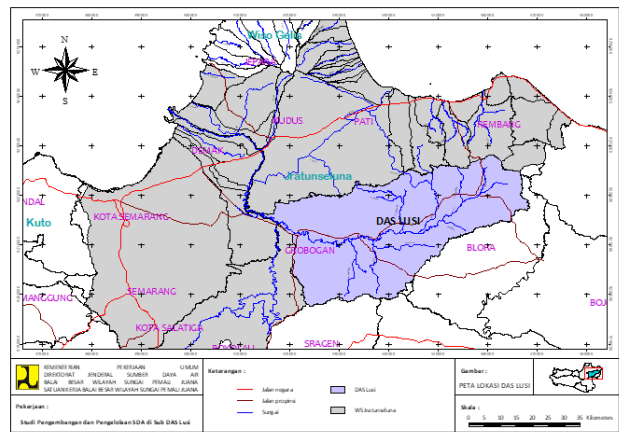 Wiso Gelis
JEPARA
N
W E
S
KUDUS
PATI
REMBANG
DEMAK
Jratunseluna
NDAL
KOTA SEMARANG
DAS LUSI
Kuto
GROBOGAN
BLORA
SEMARANG
MANGGUNG
BOJ
KOTA SALATIGA
BOYOLALI
SRAGEN
KEMENTERIAN PEKERJAAN UMUM
DIREKTORAT JENDERAL SUMBER DAYA AIR
BALAI BESAR WILAYAH SUNGAI PEMALI JUANA
SATUAN KERJA BALAI BESAR WILAYAH SUNGAI PEMALI JUANA
Pekerjaan :
Studi Pengembangan dan Pengelolaan SDA di Sub DAS Lusi
Keterangan :
Jalan negara
Jalan propinsi
Sungai
DAS Lusi
WS Jratunseluna
Gambar :
PETA LOKASI DAS LUSI
Skala :
0 5 10 15 20 25 30 35 Kilometers